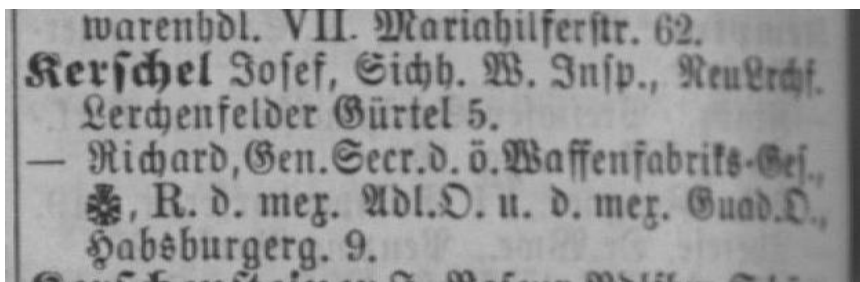 warenhdl. VII. Mariahilferstr. 62.
Kerschel Josef, Sichh. W. Insp., NeuLrchf.
Lerchenfelder Gürtel 5.
— Richard, Gen. Secr. d. ö. Waffenfabriks-Ges.,
, R. d. mex. Adl.O. u. d. mex. Guad.O.,
Habsburgerg. 9.